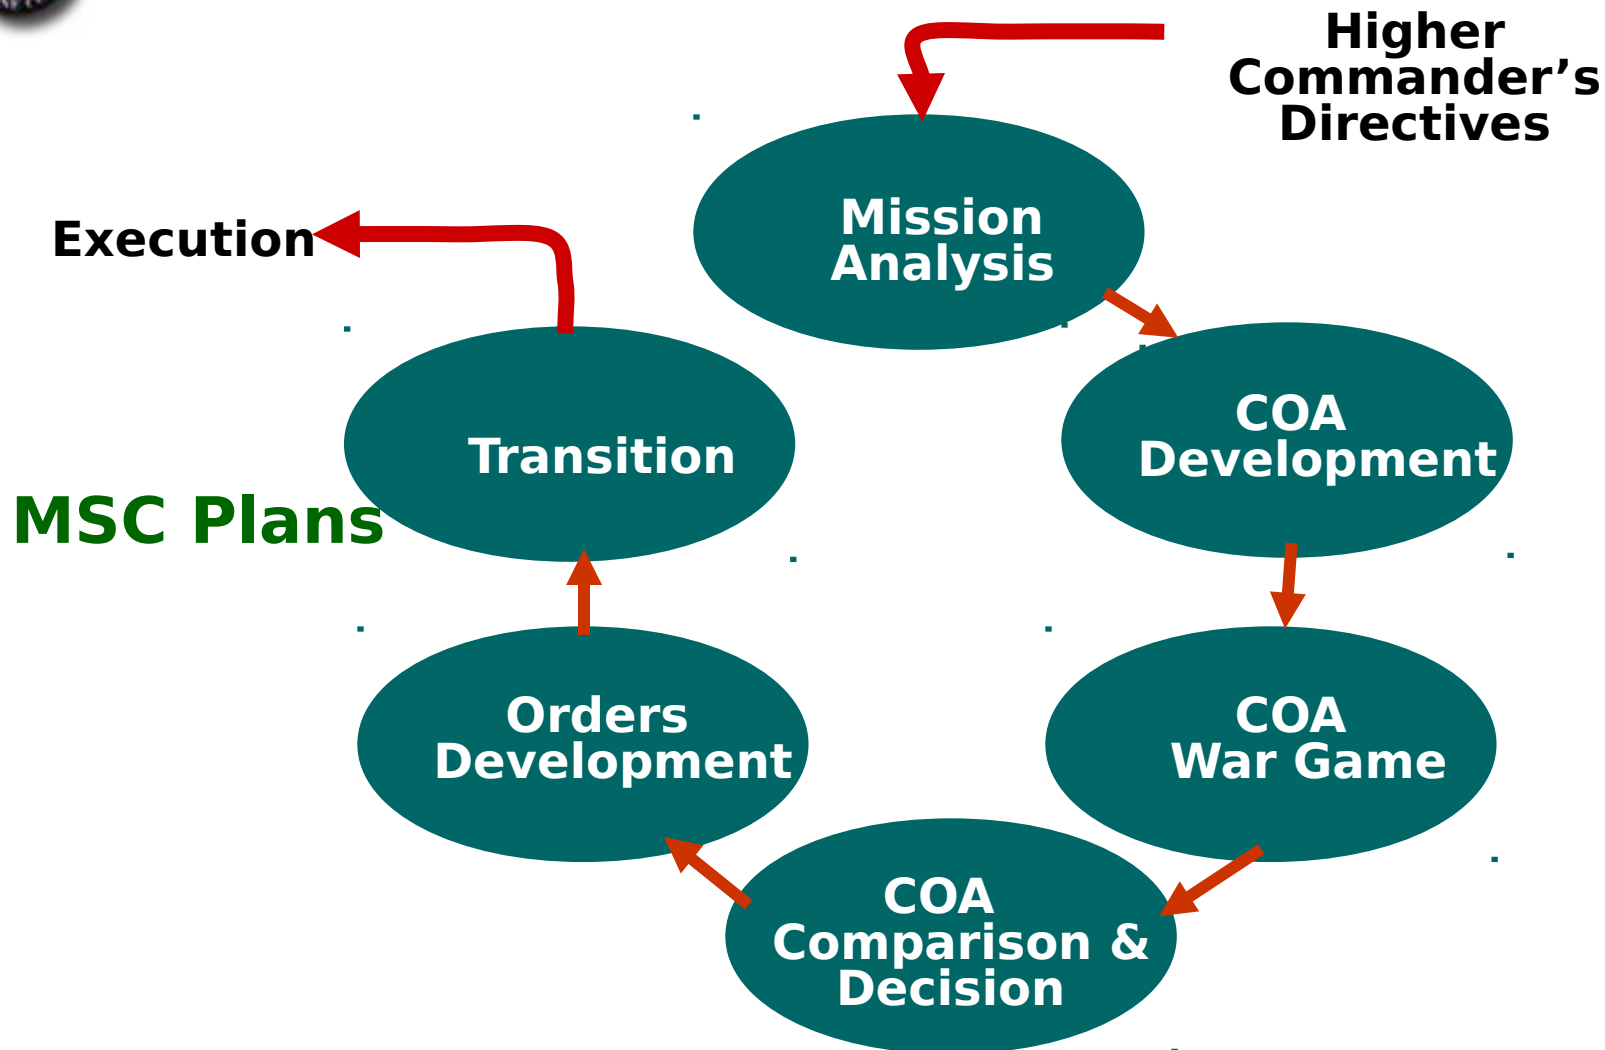 Higher
Commander’s
Directives
Mission
Analysis
Execution
COA
Development
Transition
MSC Plans
Orders
Development
COA
War Game
COA
Comparison &
Decision